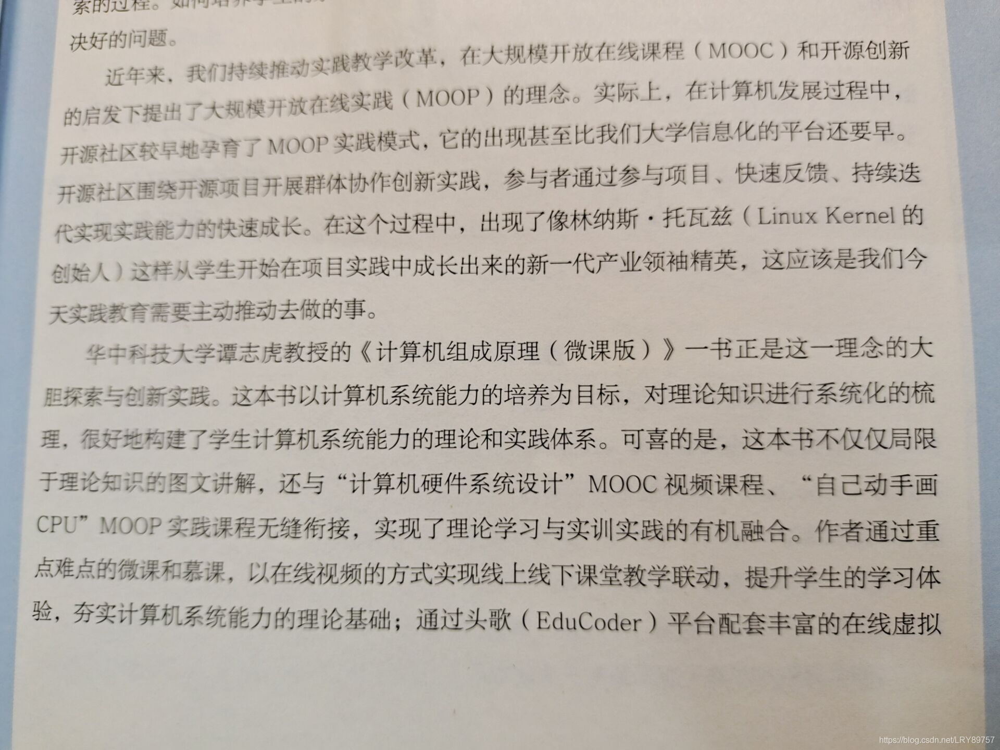 索的过程。如何培养学生的
决好的问题。
近年来，我们持续推动实践教学改革，在大规模开放在线课程（MOOC）和开源创新
的启发下提出了大规模开放在线实践（MOOP）的理念。实际上，在计算机发展过程中，
开源社区较早地孕育了 MOOP 实践模式，它的出现甚至比我们大学信息化的平台还要早。
开源社区围绕开源项目开展群体协作创新实践，参与者通过参与项目、快速反馈、持续迭
代实现实践能力的快速成长。在这个过程中，出现了像林纳斯·托瓦兹（Linux Kernel 的
创始人）这样从学生开始在项目实践中成长出来的新一代产业领袖精英，这应该是我们今
天实践教育需要主动推动去做的事。
华中科技大学谭志虎教授的《计算机组成原理（微课版）》一书正是这一理念的大
胆探索与创新实践。这本书以计算机系统能力的培养为目标，对理论知识进行系统化的梳
理，很好地构建了学生计算机系统能力的理论和实践体系。可喜的是，这本书不仅仅局限
于理论知识的图文讲解，还与“计算机硬件系统设计”MOOC 视频课程、“自己动手画
CPU”MOOP 实践课程无缝衔接，实现了理论学习与实训实践的有机融合。作者通过重
点难点的微课和慕课，以在线视频的方式实现线上线下课堂教学联动，提升学生的学习体
验，夯实计算机系统能力的理论基础；通过头歌（EduCoder）平台配套丰富的在线虚拟
https://blog.csdn.net/LRY89757